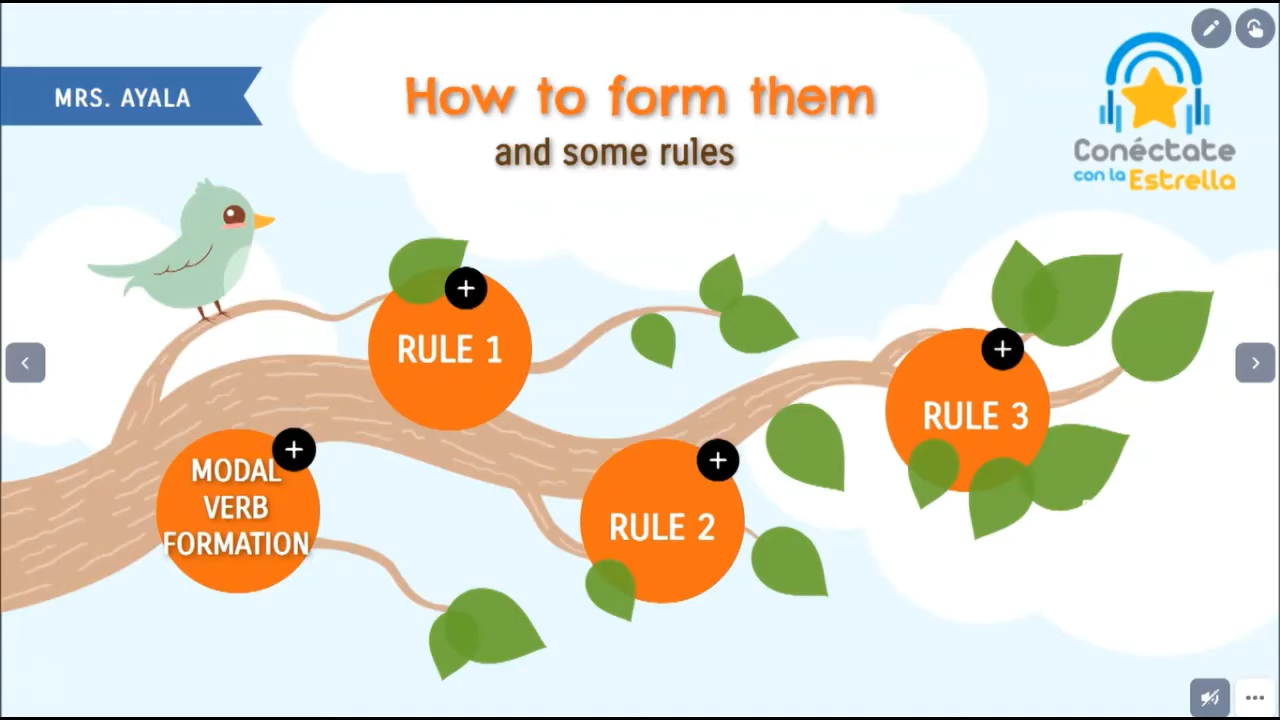 MRS. AYALA
How to form them
and some rules
Conéctate
con la Estrella
RULE 1
RULE 3
MODAL
VERB
FORMATION
RULE 2